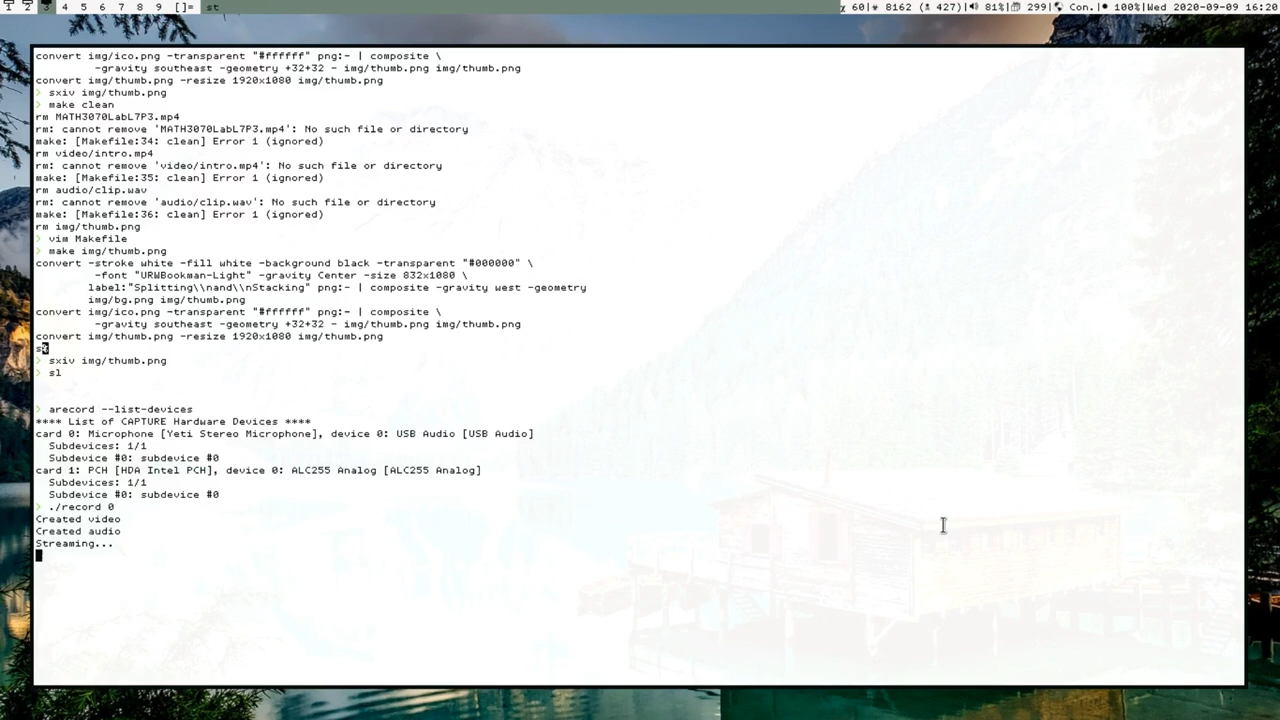 1 2 3 4 5 6 7 8 9 []= st 60| 8162 ( 427)| 81%| 299| Con.| 100%|Wed 2020-09-09 16:20
convert img/ico.png -transparent "#ffffff" png:- | composite \
-gravity southeast -geometry +32+32 - img/thumb.png img/thumb.png
convert img/thumb.png -resize 1920x1080 img/thumb.png
> sxiv img/thumb.png
> make clean
rm MATH3070LabL7P3.mp4
rm: cannot remove 'MATH3070LabL7P3.mp4': No such file or directory
make: [Makefile:34: clean] Error 1 (ignored)
rm video/intro.mp4
rm: cannot remove 'video/intro.mp4': No such file or directory
make: [Makefile:35: clean] Error 1 (ignored)
rm audio/clip.wav
rm: cannot remove 'audio/clip.wav': No such file or directory
make: [Makefile:36: clean] Error 1 (ignored)
rm img/thumb.png
> vim Makefile
> make img/thumb.png
convert -stroke white -fill white -background black -transparent "#000000" \
-font "URWBookman-Light" -gravity Center -size 832x1080 \
label:"Splitting\\nand\\nStacking" png:- | composite -gravity west -geometry
img/bg.png img/thumb.png
convert img/ico.png -transparent "#ffffff" png:- | composite \
-gravity southeast -geometry +32+32 - img/thumb.png img/thumb.png
convert img/thumb.png -resize 1920x1080 img/thumb.png
> sxiv img/thumb.png
> sl
> arecord --list-devices
**** List of CAPTURE Hardware Devices ****
card 0: Microphone [Yeti Stereo Microphone], device 0: USB Audio [USB Audio]
Subdevices: 1/1
Subdevice #0: subdevice #0
card 1: PCH [HDA Intel PCH], device 0: ALC255 Analog [ALC255 Analog]
Subdevices: 1/1
Subdevice #0: subdevice #0
> ./record 0
Created video
Created audio
Streaming...